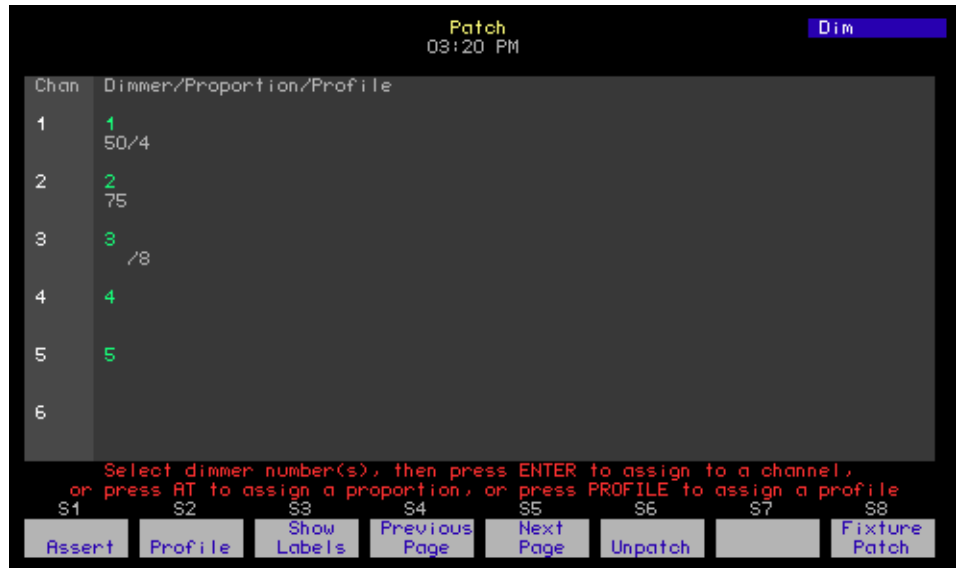 Patch
03:20 PM
Dim
Chan Dimmer/Proportion/Profile
1 1
50/4
2 2
75
3 3
/8
4 4
5 5
6
Select dimmer number(s), then press ENTER to assign to a channel,
or press AT to assign a proportion, or press PROFILE to assign a profile
S1 S2 S3 S4 S5 S6 S7 S8
Assert Profile Show Labels Previous Page Next Page Unpatch Fixture Patch